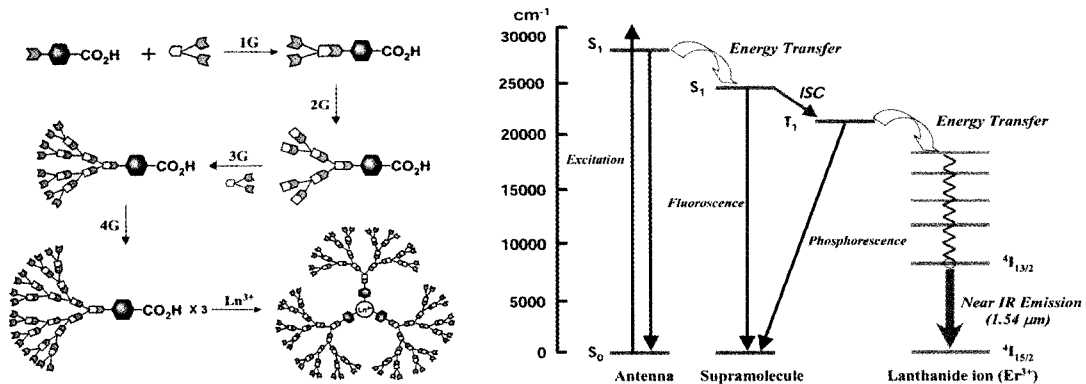 CO₂H
+
1G
CO₂H
2G
CO₂H
3G
CO₂H
4G
CO₂H × 3
Ln³⁺
Ln³⁺
cm⁻¹
30000
25000
20000
15000
10000
5000
0
S₁
Energy Transfer
S₁
ISC
T₁
Energy Transfer
Excitation
Fluoroscence
Phosphorescence
⁴I₁₃/₂
Near IR Emission
(1.54 µm)
S₀
⁴I₁₅/₂
Antenna
Supramolecule
Lanthanide ion (Er³⁺)